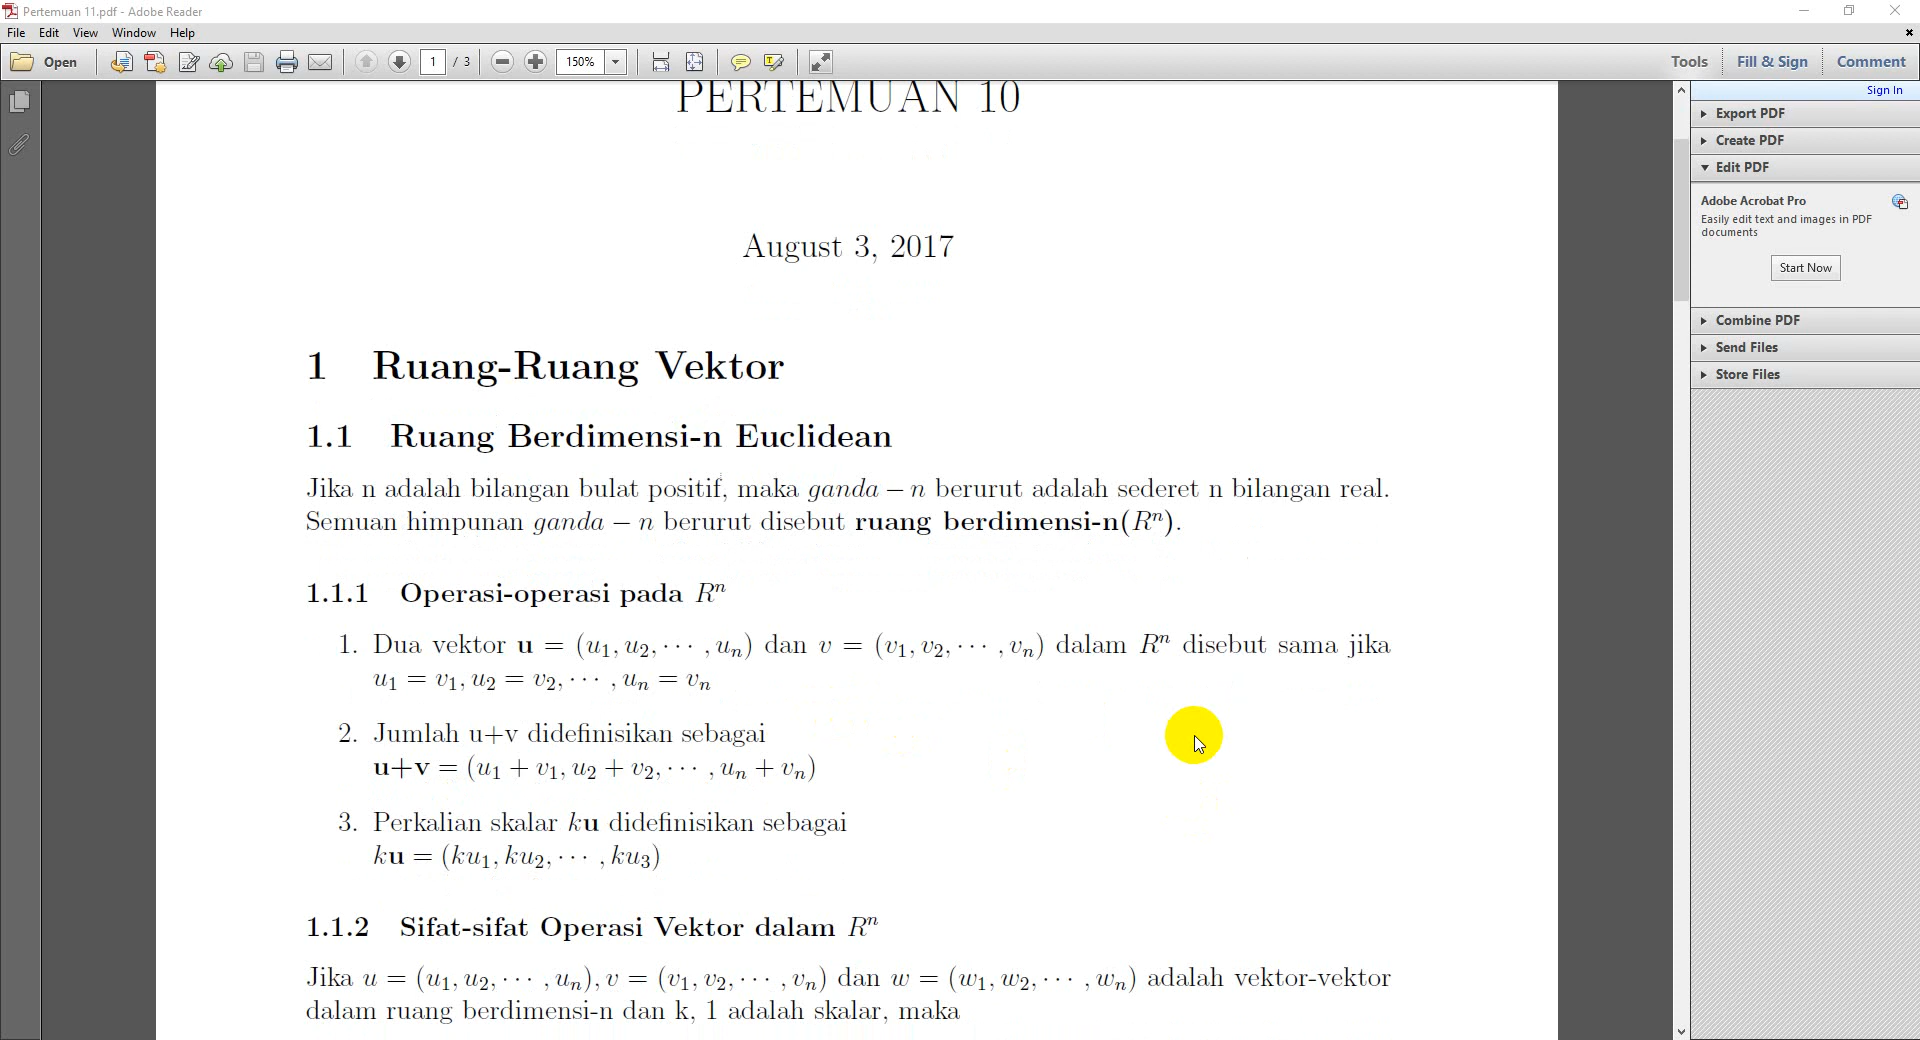 Pertemuan 11.pdf - Adobe Reader
File Edit View Window Help
Open 1 / 3 150% Tools Fill & Sign Comment
Sign In
Export PDF
Create PDF
Edit PDF
Adobe Acrobat Pro
Easily edit text and images in PDF
documents
Start Now
Combine PDF
Send Files
Store Files
PERTEMUAN 10
August 3, 2017
1 Ruang-Ruang Vektor
1.1 Ruang Berdimensi-n Euclidean
Jika n adalah bilangan bulat positif, maka ganda − n berurut adalah sederet n bilangan real.
Semuan himpunan ganda − n berurut disebut ruang berdimensi-n(Rⁿ).
1.1.1 Operasi-operasi pada Rⁿ
1. Dua vektor u = (u₁, u₂, ⋯ , uₙ) dan v = (v₁, v₂, ⋯ , vₙ) dalam Rⁿ disebut sama jika
u₁ = v₁, u₂ = v₂, ⋯ , uₙ = vₙ
2. Jumlah u+v didefinisikan sebagai
u+v = (u₁ + v₁, u₂ + v₂, ⋯ , uₙ + vₙ)
3. Perkalian skalar ku didefinisikan sebagai
ku = (ku₁, ku₂, ⋯ , ku₃)
1.1.2 Sifat-sifat Operasi Vektor dalam Rⁿ
Jika u = (u₁, u₂, ⋯ , uₙ), v = (v₁, v₂, ⋯ , vₙ) dan w = (w₁, w₂, ⋯ , wₙ) adalah vektor-vektor
dalam ruang berdimensi-n dan k, 1 adalah skalar, maka